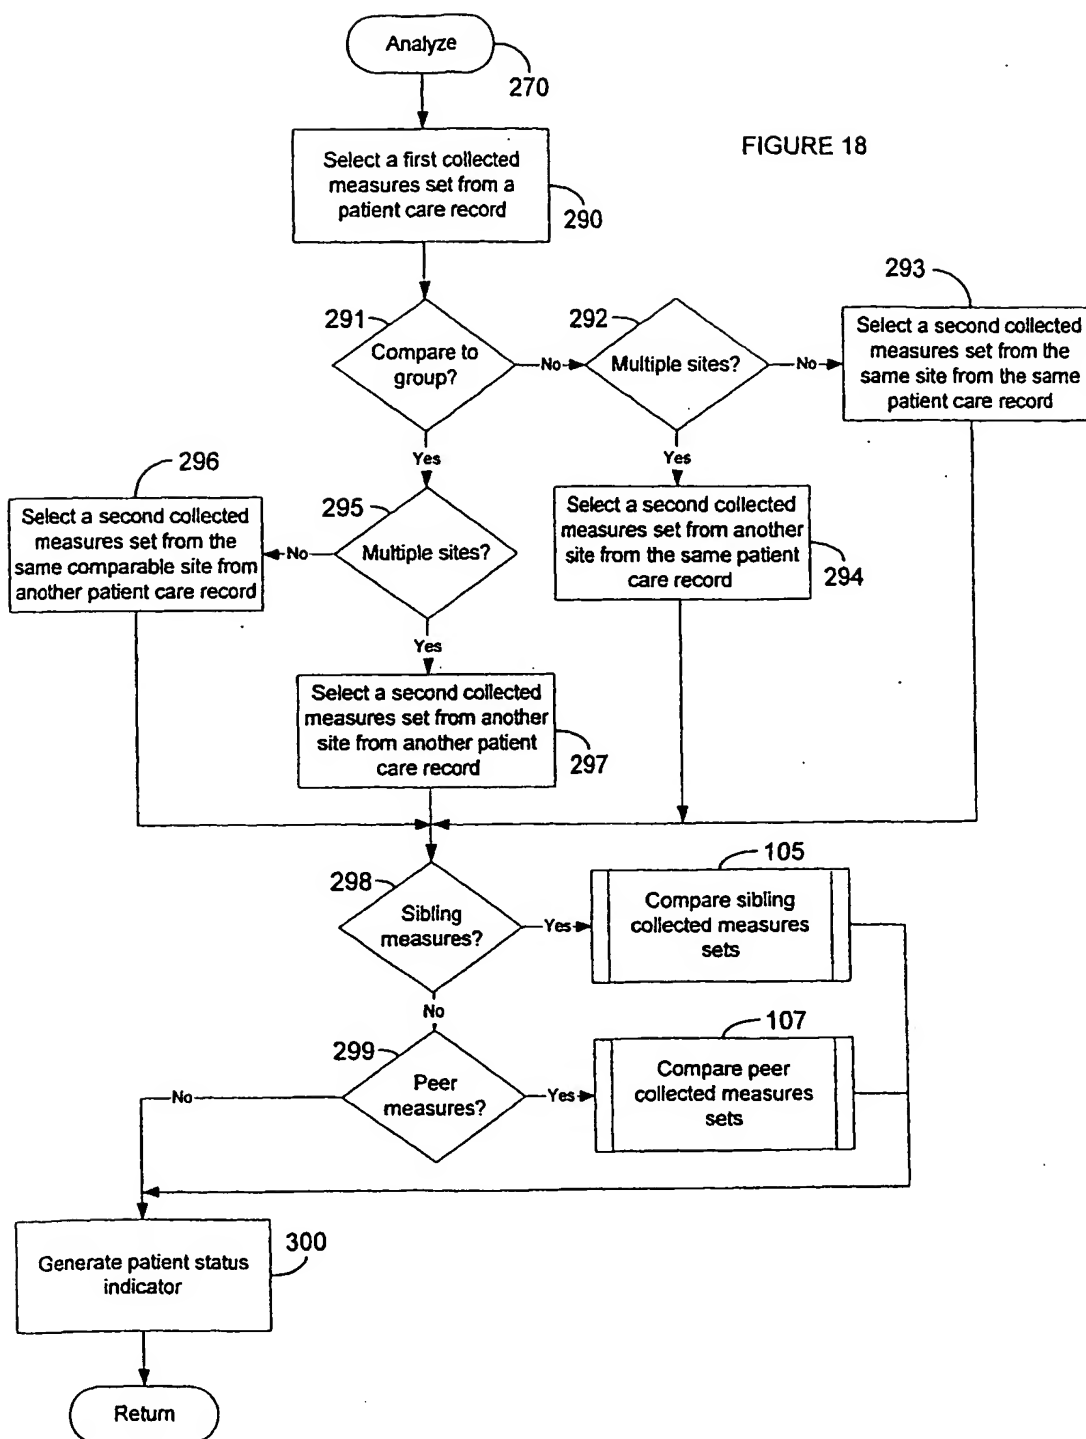 Analyze
270
FIGURE 18
Select a first collected
measures set from a
patient care record
290
291
Compare to
group?
No
292
Multiple sites?
No
293
Select a second collected
measures set from the
same site from the same
patient care record
Yes
Yes
296
Select a second collected
measures set from the
same comparable site from
another patient care record
No
295
Multiple sites?
Select a second collected
measures set from another
site from the same patient
care record
294
Yes
Select a second collected
measures set from another
site from another patient
care record
297
298
Sibling
measures?
Yes
105
Compare sibling
collected measures
sets
No
299
Peer
measures?
No
Yes
107
Compare peer
collected measures
sets
Generate patient status
indicator
300
Return